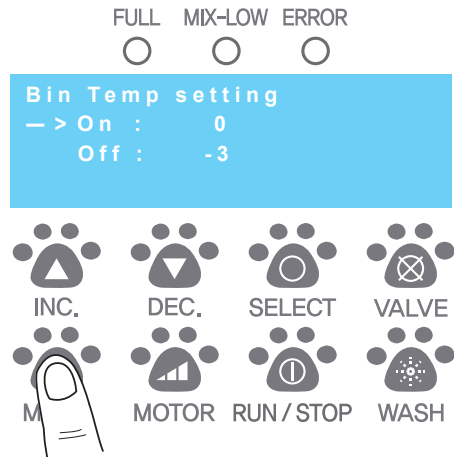 FULL MIX-LOW ERROR
Bin Temp setting
—> On : 0
Off : -3
INC. DEC. SELECT VALVE
MOTOR RUN / STOP WASH